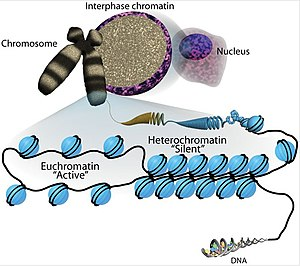 Interphase chromatin
Chromosome
Nucleus
Heterochromatin
"Silent"
Euchromatin
"Active"
DNA